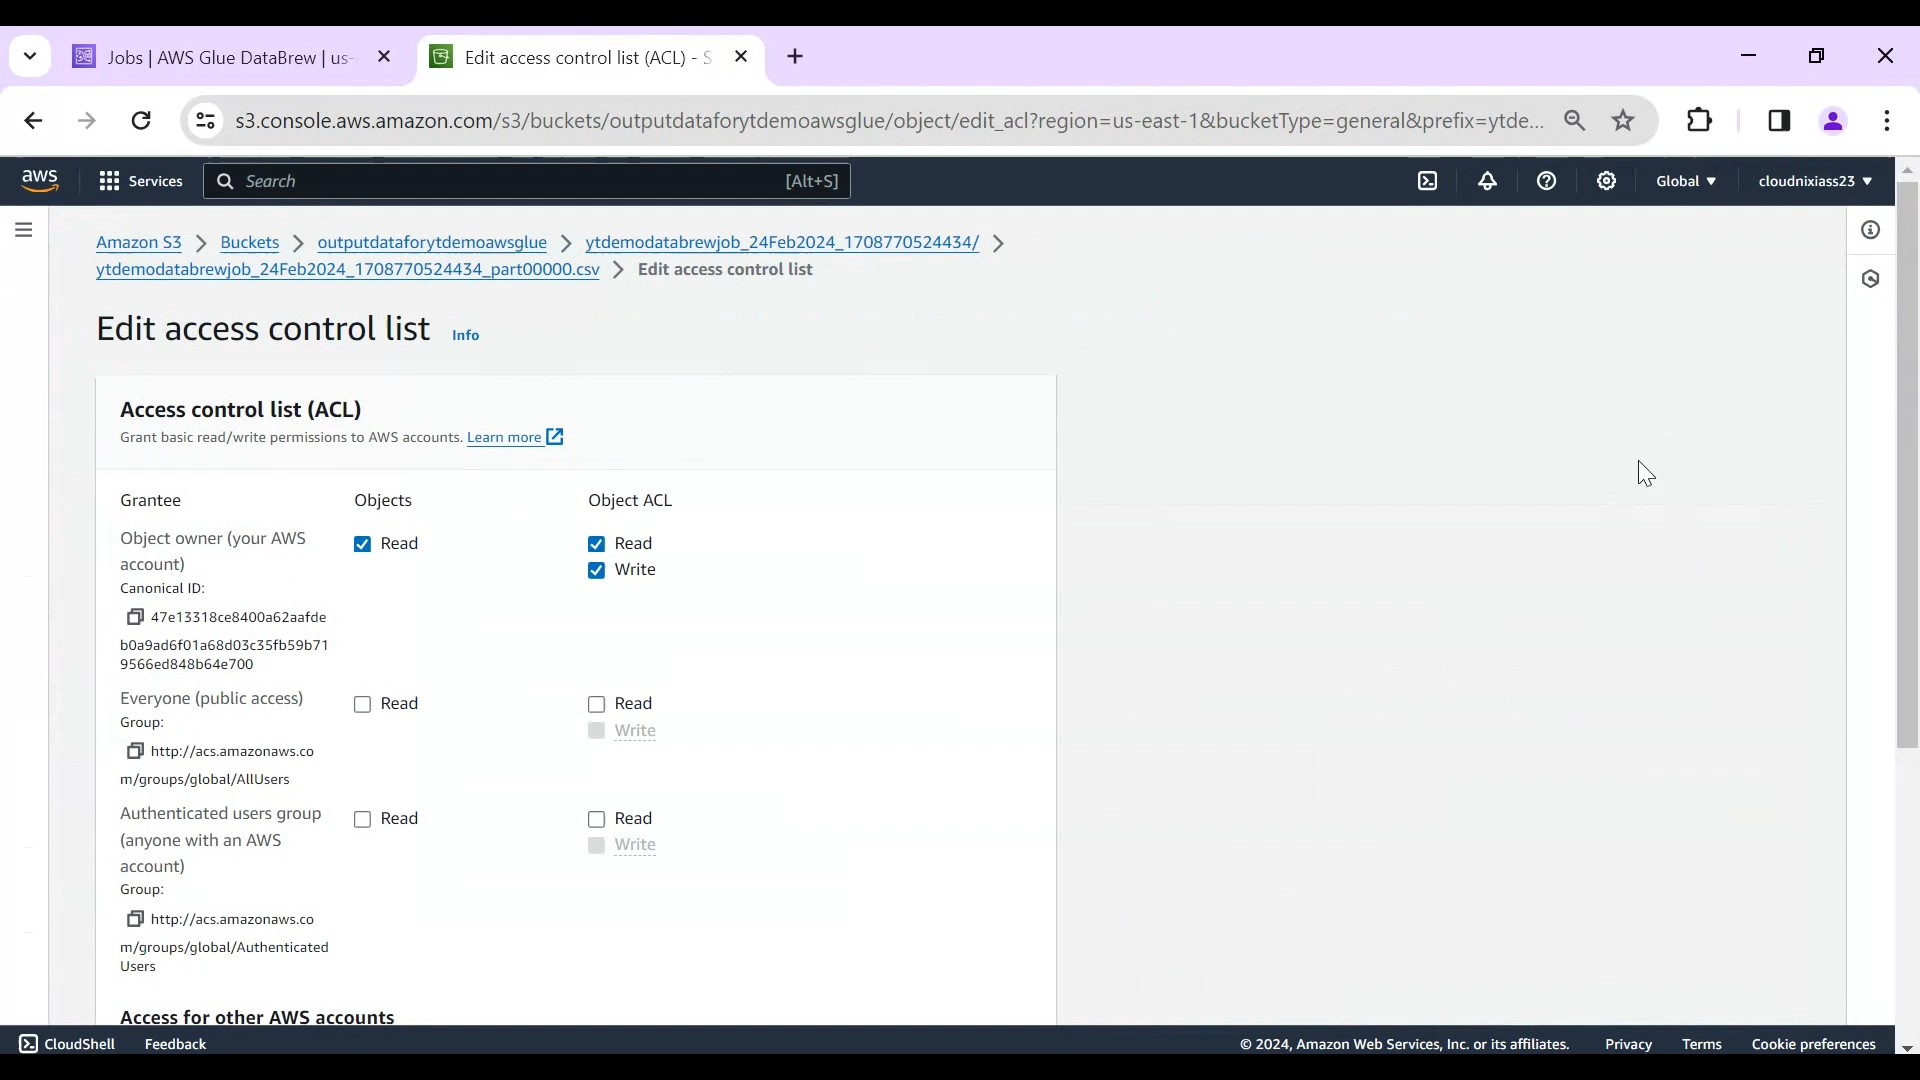 Jobs | AWS Glue DataBrew | us-
Edit access control list (ACL) - S
s3.console.aws.amazon.com/s3/buckets/outputdataforytdemoawsglue/object/edit_acl?region=us-east-1&bucketType=general&prefix=ytde...
aws
Services
Search
[Alt+S]
Global
cloudnixiass23
Amazon S3 > Buckets > outputdataforytdemoawsglue > ytdemodatabrewjob_24Feb2024_1708770524434/ >
ytdemodatabrewjob_24Feb2024_1708770524434_part00000.csv > Edit access control list
Edit access control list Info
Access control list (ACL)
Grant basic read/write permissions to AWS accounts. Learn more
Grantee Objects Object ACL
Object owner (your AWS
account)
Canonical ID:
47e13318ce8400a62aafde
b0a9ad6f01a68d03c35fb59b71
9566ed848b64e700
Read
Read
Write
Everyone (public access)
Group:
http://acs.amazonaws.co
m/groups/global/AllUsers
Read
Read
Write
Authenticated users group
(anyone with an AWS
account)
Group:
http://acs.amazonaws.co
m/groups/global/Authenticated
Users
Read
Read
Write
Access for other AWS accounts
CloudShell
Feedback
© 2024, Amazon Web Services, Inc. or its affiliates.
Privacy
Terms
Cookie preferences